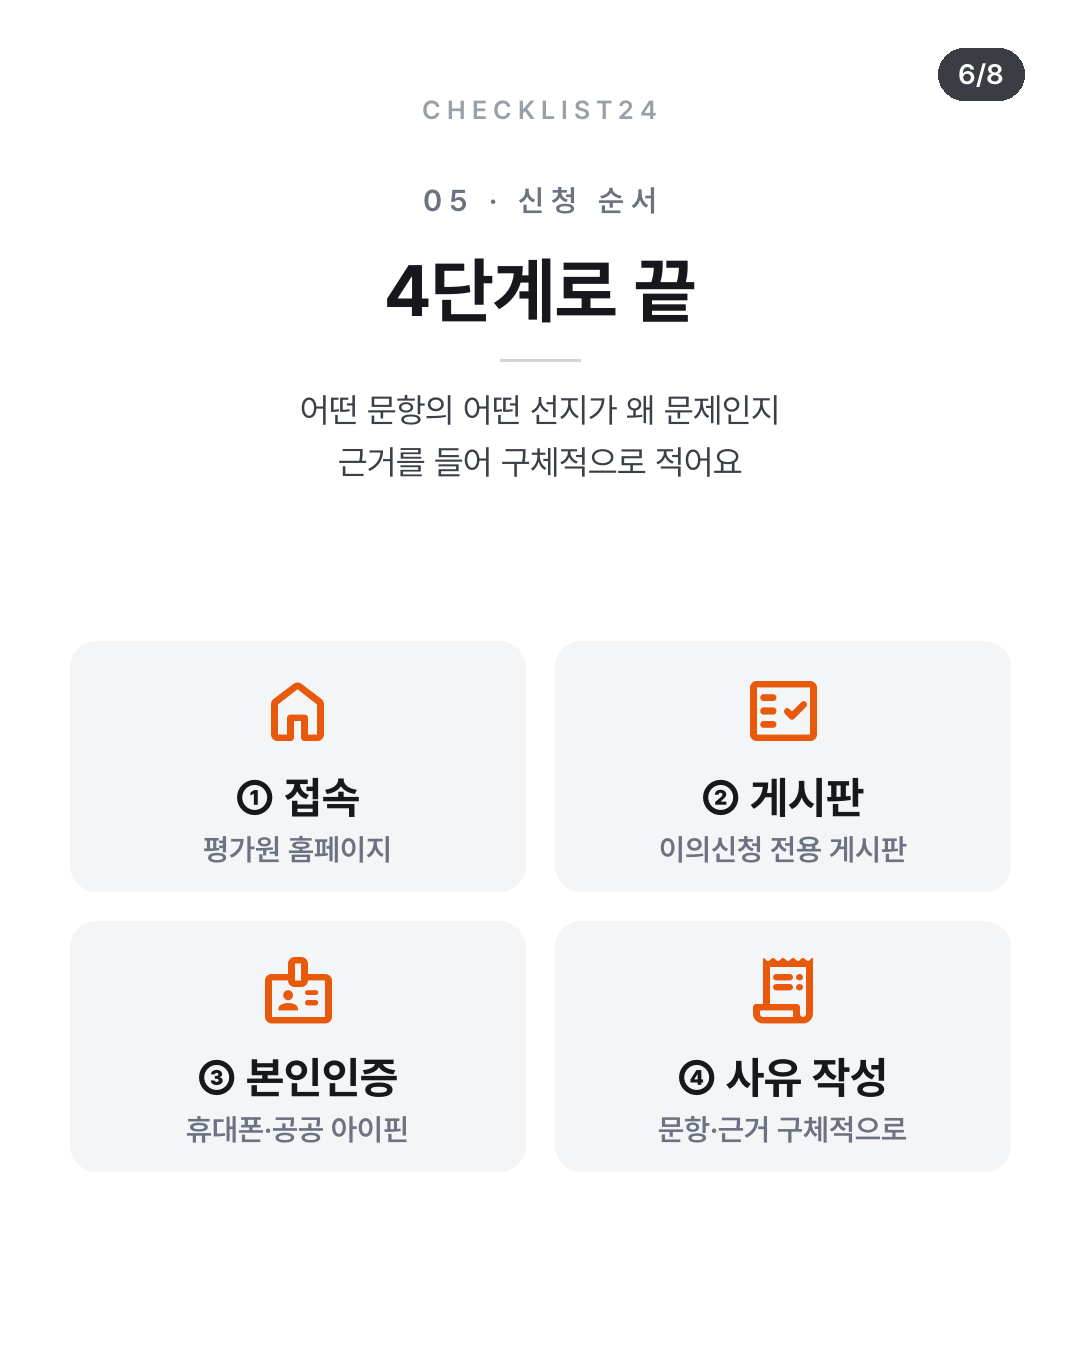 6/8
CHECKLIST24
05 · 신청 순서
4단계로 끝
어떤 문항의 어떤 선지가 왜 문제인지
근거를 들어 구체적으로 적어요
① 접속
평가원 홈페이지
② 게시판
이의신청 전용 게시판
③ 본인인증
휴대폰·공공 아이핀
④ 사유 작성
문항·근거 구체적으로